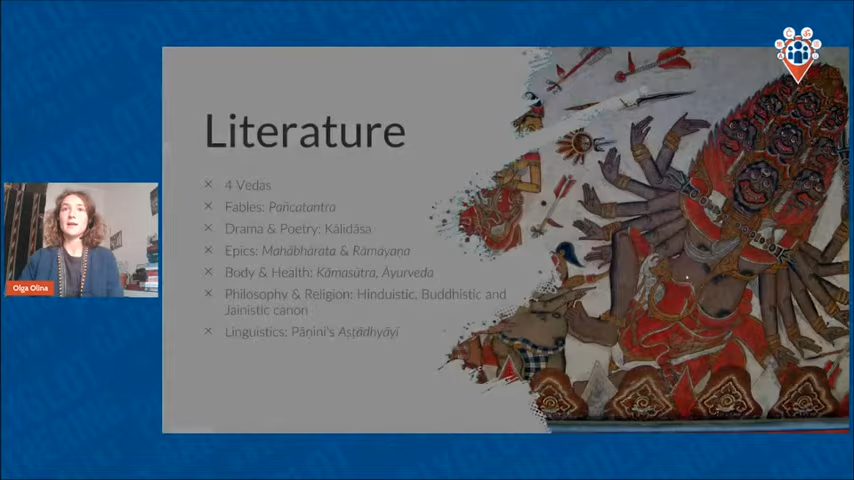 Literature
× 4 Vedas
× Fables: Pañcatantra
× Drama & Poetry: Kālidāsa
× Epics: Mahābhārata & Rāmāyaṇa
× Body & Health: Kāmasūtra, Āyurveda
× Philosophy & Religion: Hinduistic, Buddhistic and
Jainistic canon
× Linguistics: Pāṇini's Aṣṭādhyāyī
Olga Olina